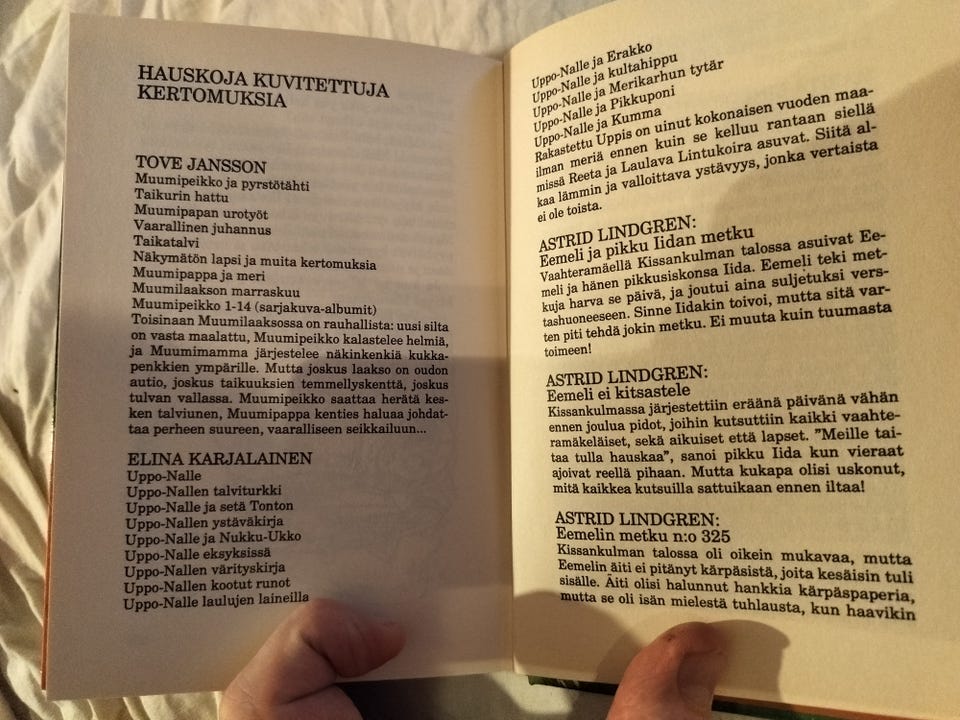 HAUSKOJA KUVITETTUJA
KERTOMUKSIA
TOVE JANSSON
Muumipeikko ja pyrstötähti
Taikurin hattu
Muumipapan urotyöt
Vaarallinen juhannus
Taikatalvi
Näkymätön lapsi ja muita kertomuksia
Muumipappa ja meri
Muumilaakson marraskuu
Muumipeikko 1-14 (sarjakuva-albumit)
Toisinaan Muumilaaksossa on rauhallista: uusi silta
on vasta maalattu, Muumipeikko kalastelee helmiä,
ja Muumimamma järjestelee näkinkenkiä kukka-
penkkien ympärille. Mutta joskus laakso on oudon
autio, joskus taikuuksien temmellyskenttä, joskus
tulvan vallassa. Muumipeikko saattaa herätä kes-
ken talviunen, Muumipappa kenties haluaa johdat-
taa perheen suureen, vaaralliseen seikkailuun...
ELINA KARJALAINEN
Uppo-Nalle
Uppo-Nallen talviturkki
Uppo-Nalle ja setä Tonton
Uppo-Nallen ystäväkirja
Uppo-Nalle ja Nukku-Ukko
Uppo-Nalle eksyksissä
Uppo-Nallen värityskirja
Uppo-Nallen kootut runot
Uppo-Nalle laulujen laineilla
Uppo-Nalle ja Erakko
Uppo-Nalle ja kultahippu
Uppo-Nalle ja Merikarhun tytär
Uppo-Nalle ja Pikkuponi
Uppo-Nalle ja Kumma
Rakastettu Uppis on uinut kokonaisen vuoden maa-
ilman meriä ennen kuin se kelluu rantaan siellä
missä Reeta ja Laulava Lintukoira asuvat. Siitä al-
kaa lämmin ja valloittava ystävyys, jonka vertaista
ei ole toista.
ASTRID LINDGREN:
Eemeli ja pikku Iidan metku
Vaahteramäellä Kissankulman talossa asuivat Ee-
meli ja hänen pikkusiskonsa Iida. Eemeli teki met-
kuja harva se päivä, ja joutui aina suljetuksi vers-
tashuoneeseen. Sinne Iidakin toivoi, mutta sitä var-
ten piti tehdä jokin metku. Ei muuta kuin tuumasta
toimeen!
ASTRID LINDGREN:
Eemeli ei kitsastele
Kissankulmassa järjestettiin eräänä päivänä vähän
ennen joulua pidot, joihin kutsuttiin kaikki vaahte-
ramäkeläiset, sekä aikuiset että lapset. ”Meille tai-
taa tulla hauskaa”, sanoi pikku Iida kun vieraat
ajoivat reellä pihaan. Mutta kukapa olisi uskonut,
mitä kaikkea kutsuilla sattuikaan ennen iltaa!
ASTRID LINDGREN:
Eemelin metku n:o 325
Kissankulman talossa oli oikein mukavaa, mutta
Eemelin äiti ei pitänyt kärpäsistä, joita kesäisin tuli
sisälle. Äiti olisi halunnut hankkia kärpäspaperia,
mutta se oli isän mielestä tuhlausta, kun haavikin